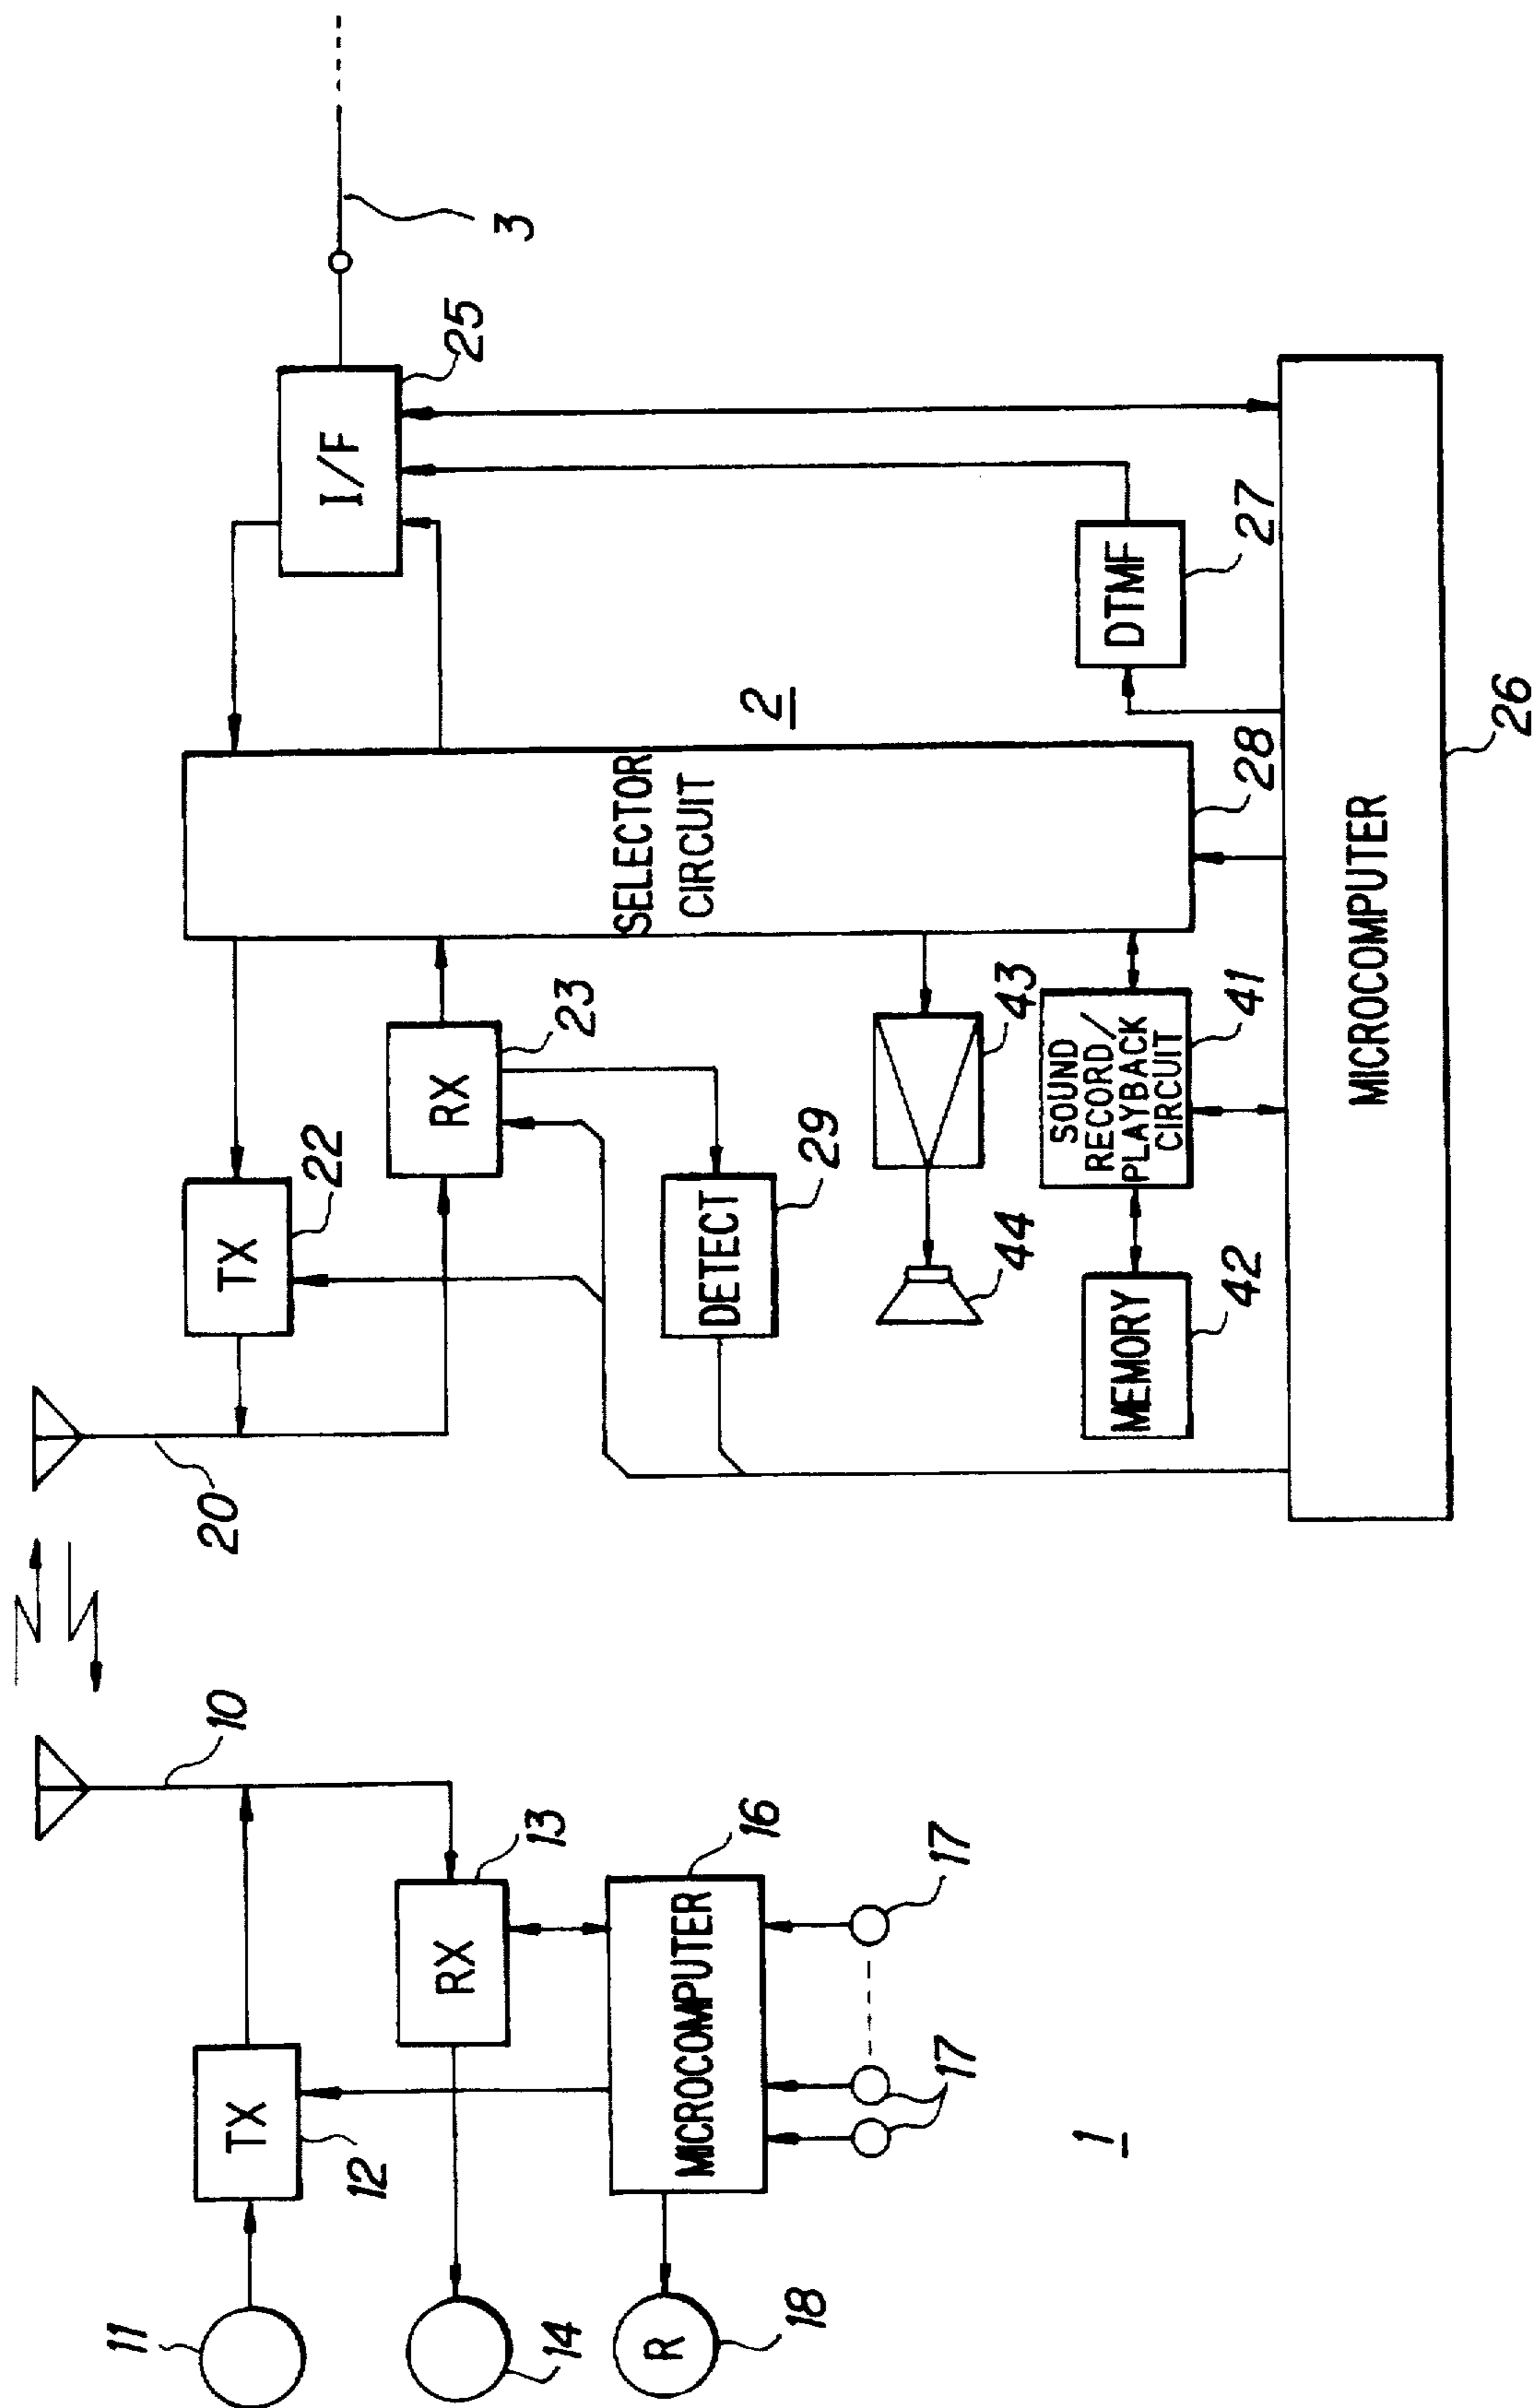 11
TX
12
14
RX
13
10
R
18
MICROCOMPUTER
16
17
17
1
20
TX
22
RX
23
DETECT
29
44
43
MEMORY
42
SOUND
RECORD/
PLAYBACK
CIRCUIT
41
SELECTOR
CIRCUIT
28
2
I/F
25
3
DTMF
27
MICROCOMPUTER
26